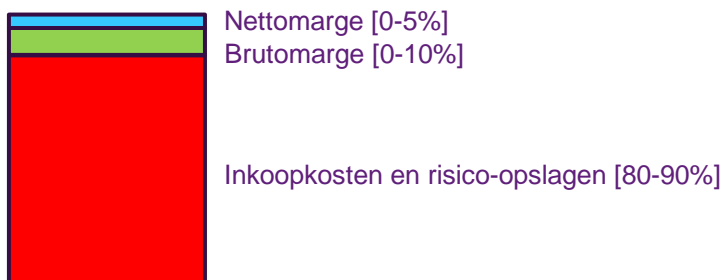 Nettomarge [0-5%]
Brutomarge [0-10%]
Inkoopkosten en risico-opslagen [80-90%]